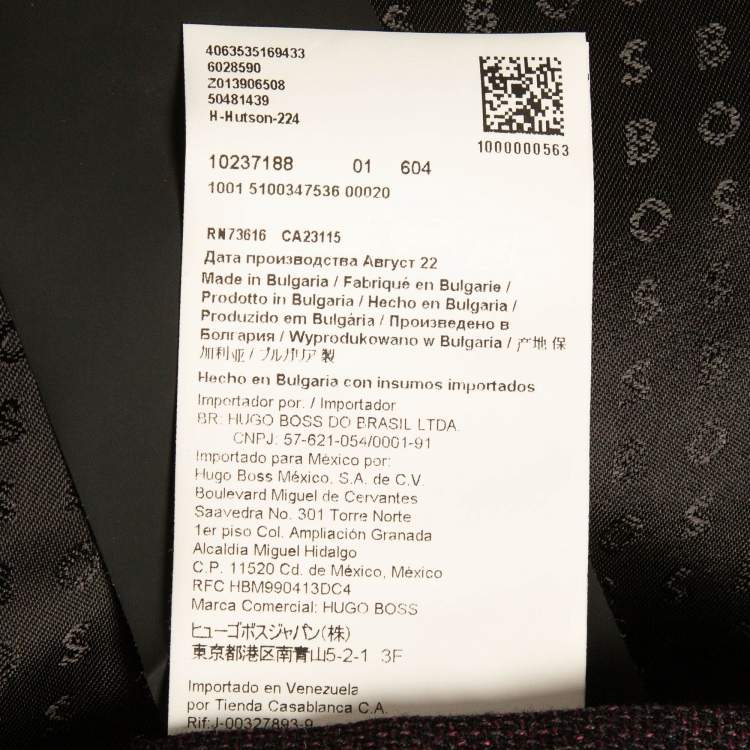 4063535169433
6028590
Z013906508
50481439
H-Hutson-224
1000000563
10237188 01 604
1001 5100347536 00020
RN73616 CA23115
Дата производства Август 22
Made in Bulgaria / Fabriqué en Bulgarie /
Prodotto in Bulgaria / Hecho en Bulgaria /
Produzido em Bulgária / Произведено в
Болгария / Wyprodukowano w Bulgaria / 产地 保
加利亚 / ブルガリア 製
Hecho en Bulgaria con insumos importados
Importador por: / Importador
BR: HUGO BOSS DO BRASIL LTDA.
CNPJ: 57-621-054/0001-91
Importado para México por:
Hugo Boss México, S.A. de C.V.
Boulevard Miguel de Cervantes
Saavedra No. 301 Torre Norte
1er piso Col. Ampliación Granada
Alcaldía Miguel Hidalgo
C.P. 11520 Cd. de México, México
RFC HBM990413DC4
Marca Comercial: HUGO BOSS
ヒューゴボスジャパン(株)
東京都港区南青山5-2-1 3F
Importado en Venezuela
por Tienda Casablanca C.A.
Rif:J-00327893-9